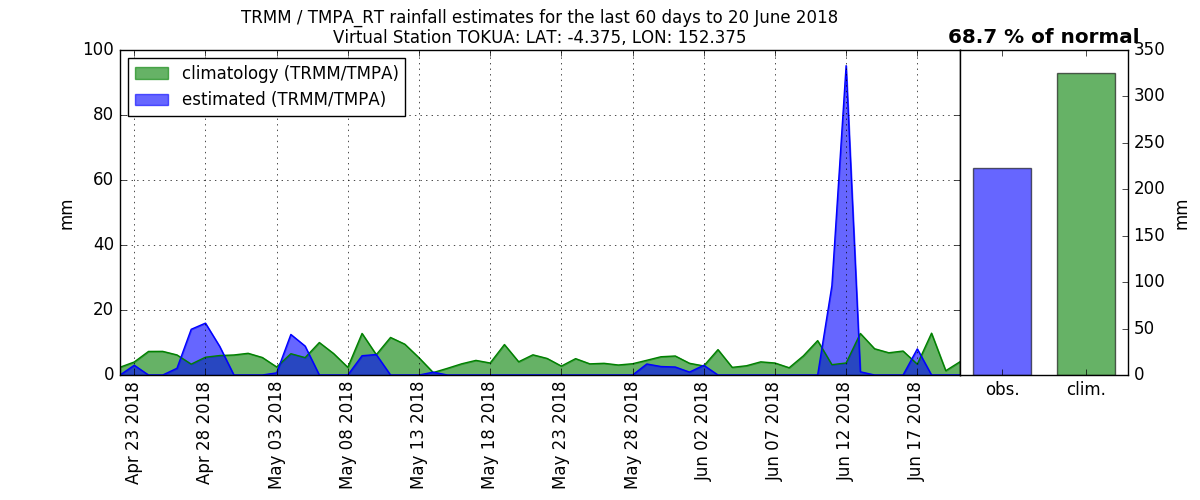 TRMM / TMPA_RT rainfall estimates for the last 60 days to 20 June 2018
Virtual Station TOKUA: LAT: -4.375, LON: 152.375
68.7 % of normal
climatology (TRMM/TMPA)
estimated (TRMM/TMPA)
100
80
60
40
20
0
mm
350
300
250
200
150
100
50
0
mm
Apr 23 2018
Apr 28 2018
May 03 2018
May 08 2018
May 13 2018
May 18 2018
May 23 2018
May 28 2018
Jun 02 2018
Jun 07 2018
Jun 12 2018
Jun 17 2018
obs.
clim.